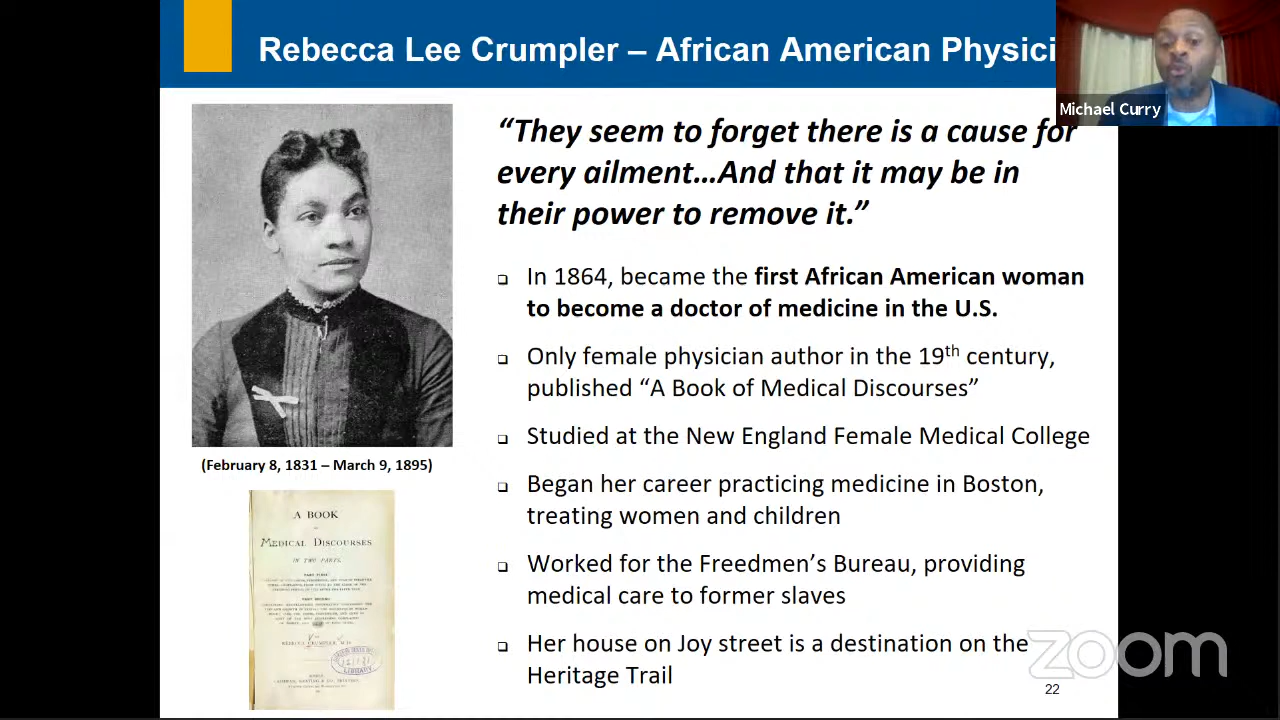 Rebecca Lee Crumpler – African American Physici
Michael Curry
“They seem to forget there is a cause for
every ailment…And that it may be in
their power to remove it.”
In 1864, became the first African American woman
to become a doctor of medicine in the U.S.
Only female physician author in the 19th century,
published “A Book of Medical Discourses”
Studied at the New England Female Medical College
Began her career practicing medicine in Boston,
treating women and children
Worked for the Freedmen’s Bureau, providing
medical care to former slaves
Her house on Joy street is a destination on the
Heritage Trail
(February 8, 1831 – March 9, 1895)
A BOOK
MEDICAL DISCOURSES
IN TWO PARTS.
REBECCA CRUMPLER, M.D.
LIBRARY
zoom
22